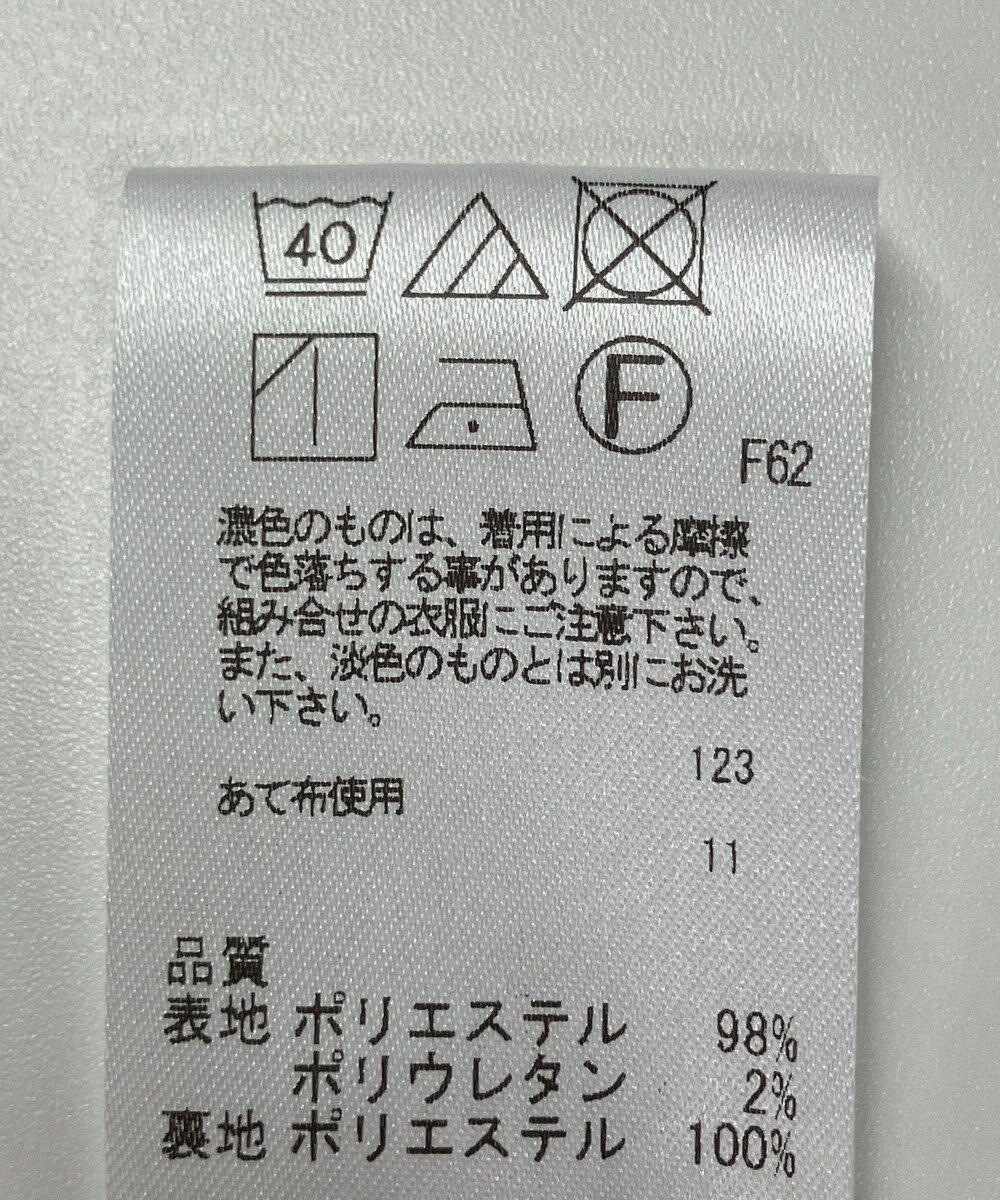 40
F
F62
濃色のものは、着用による摩擦
で色落ちする事がありますので、
組み合せの衣服にご注意下さい。
また、淡色のものとは別にお洗
い下さい。
123
あて布使用
11
品質
表地 ポリエステル 98%
ポリウレタン 2%
裏地 ポリエステル 100%